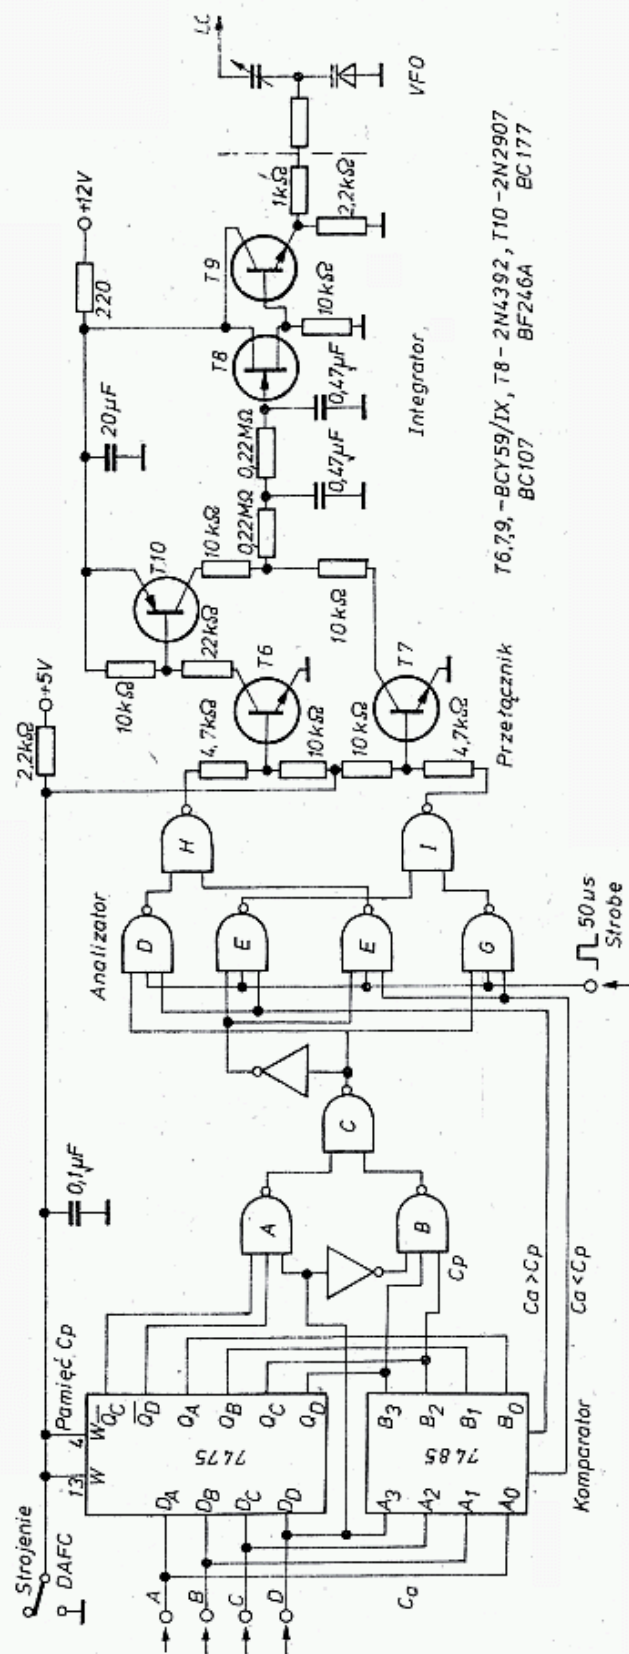 Strojenie
DAFC
13
4
W
W
Pamięć Cp
Q̅C
Q̅D
QA
QB
QC
QD
DA
DB
DC
DD
7475
A
B
C
D
Ca
A3
A2
A1
A0
B3
B2
B1
B0
7485
Komparator
Ca > Cp
Ca < Cp
Cp
0,1µF
A
B
C
Analizator
D
E
E
G
H
I
50µs
Strobe
2,2kΩ
+5V
4,7kΩ
10kΩ
10kΩ
4,7kΩ
T6
T7
Przełącznik
10kΩ
22kΩ
T10
10kΩ
10kΩ
20µF
0,22MΩ
0,22MΩ
0,47µF
0,47µF
Integrator
220
+12V
T8
T9
10kΩ
1kΩ
2,2kΩ
LC
VFO
T6,7,9,-BCY59/IX, T8-2N4392, T10-2N2907
BC107 BF246A BC177